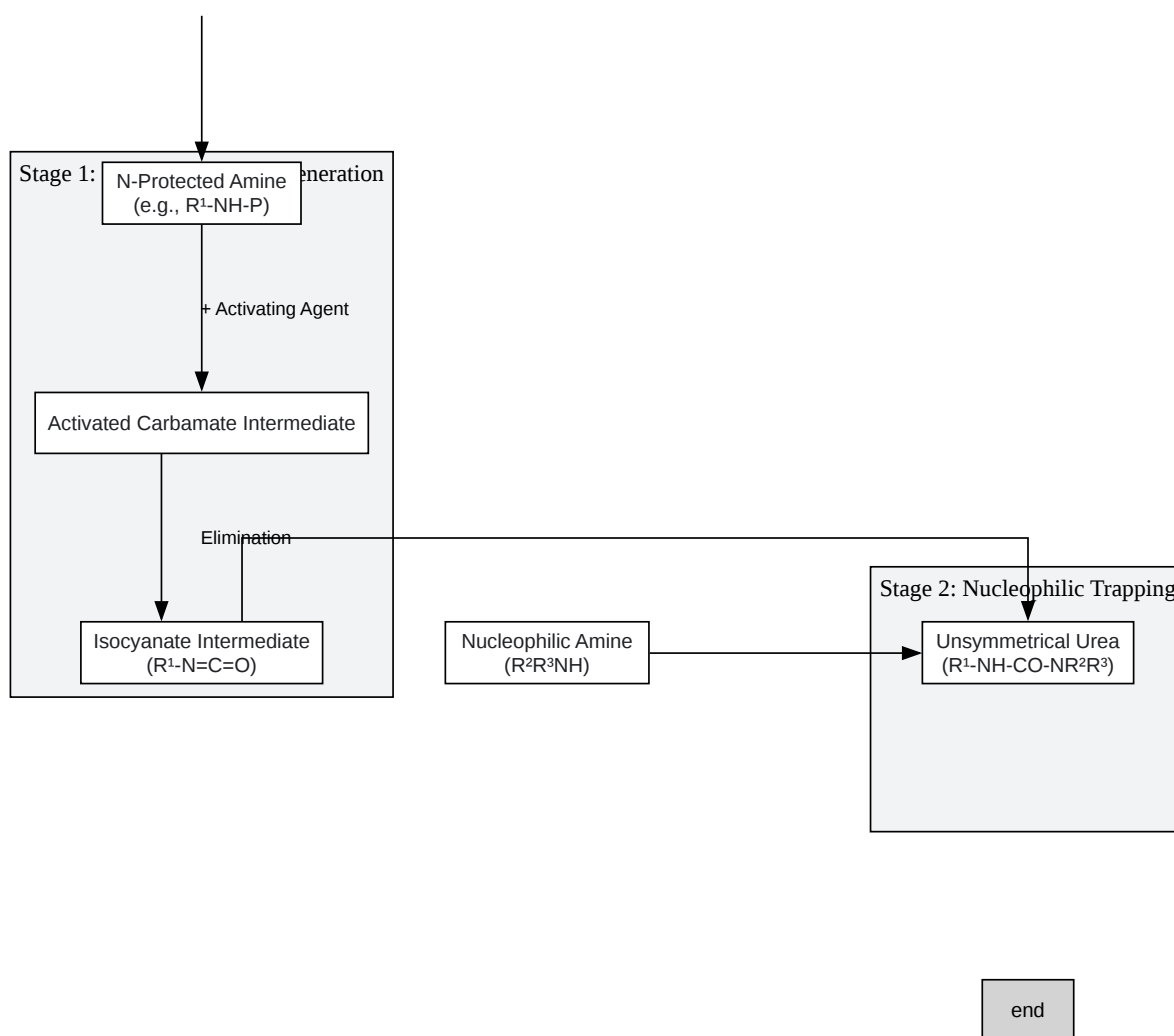 Stage 1:
eneration
N-Protected Amine
(e.g., R¹-NH-P)
+ Activating Agent
Activated Carbamate Intermediate
Elimination
Stage 2: Nucleophilic Trapping
Isocyanate Intermediate
(R¹-N=C=O)
Nucleophilic Amine
(R²R³NH)
Unsymmetrical Urea
(R¹-NH-CO-NR²R³)
end